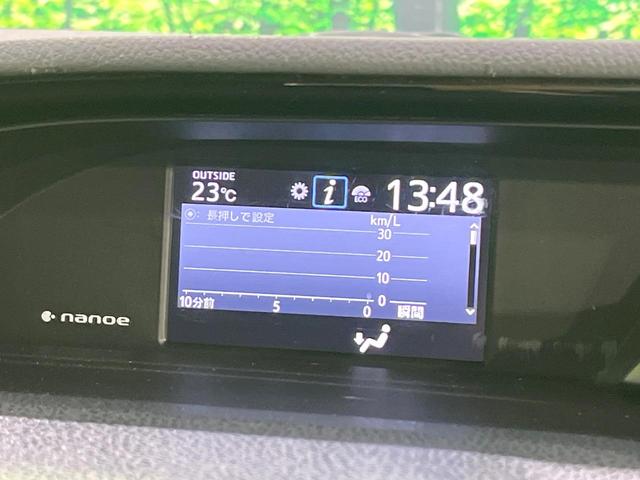 OUTSIDE
23℃
i
ECO
13:48
長押しで設定
km/L
30
20
10
0
10分前
5
0
瞬間
nanoe